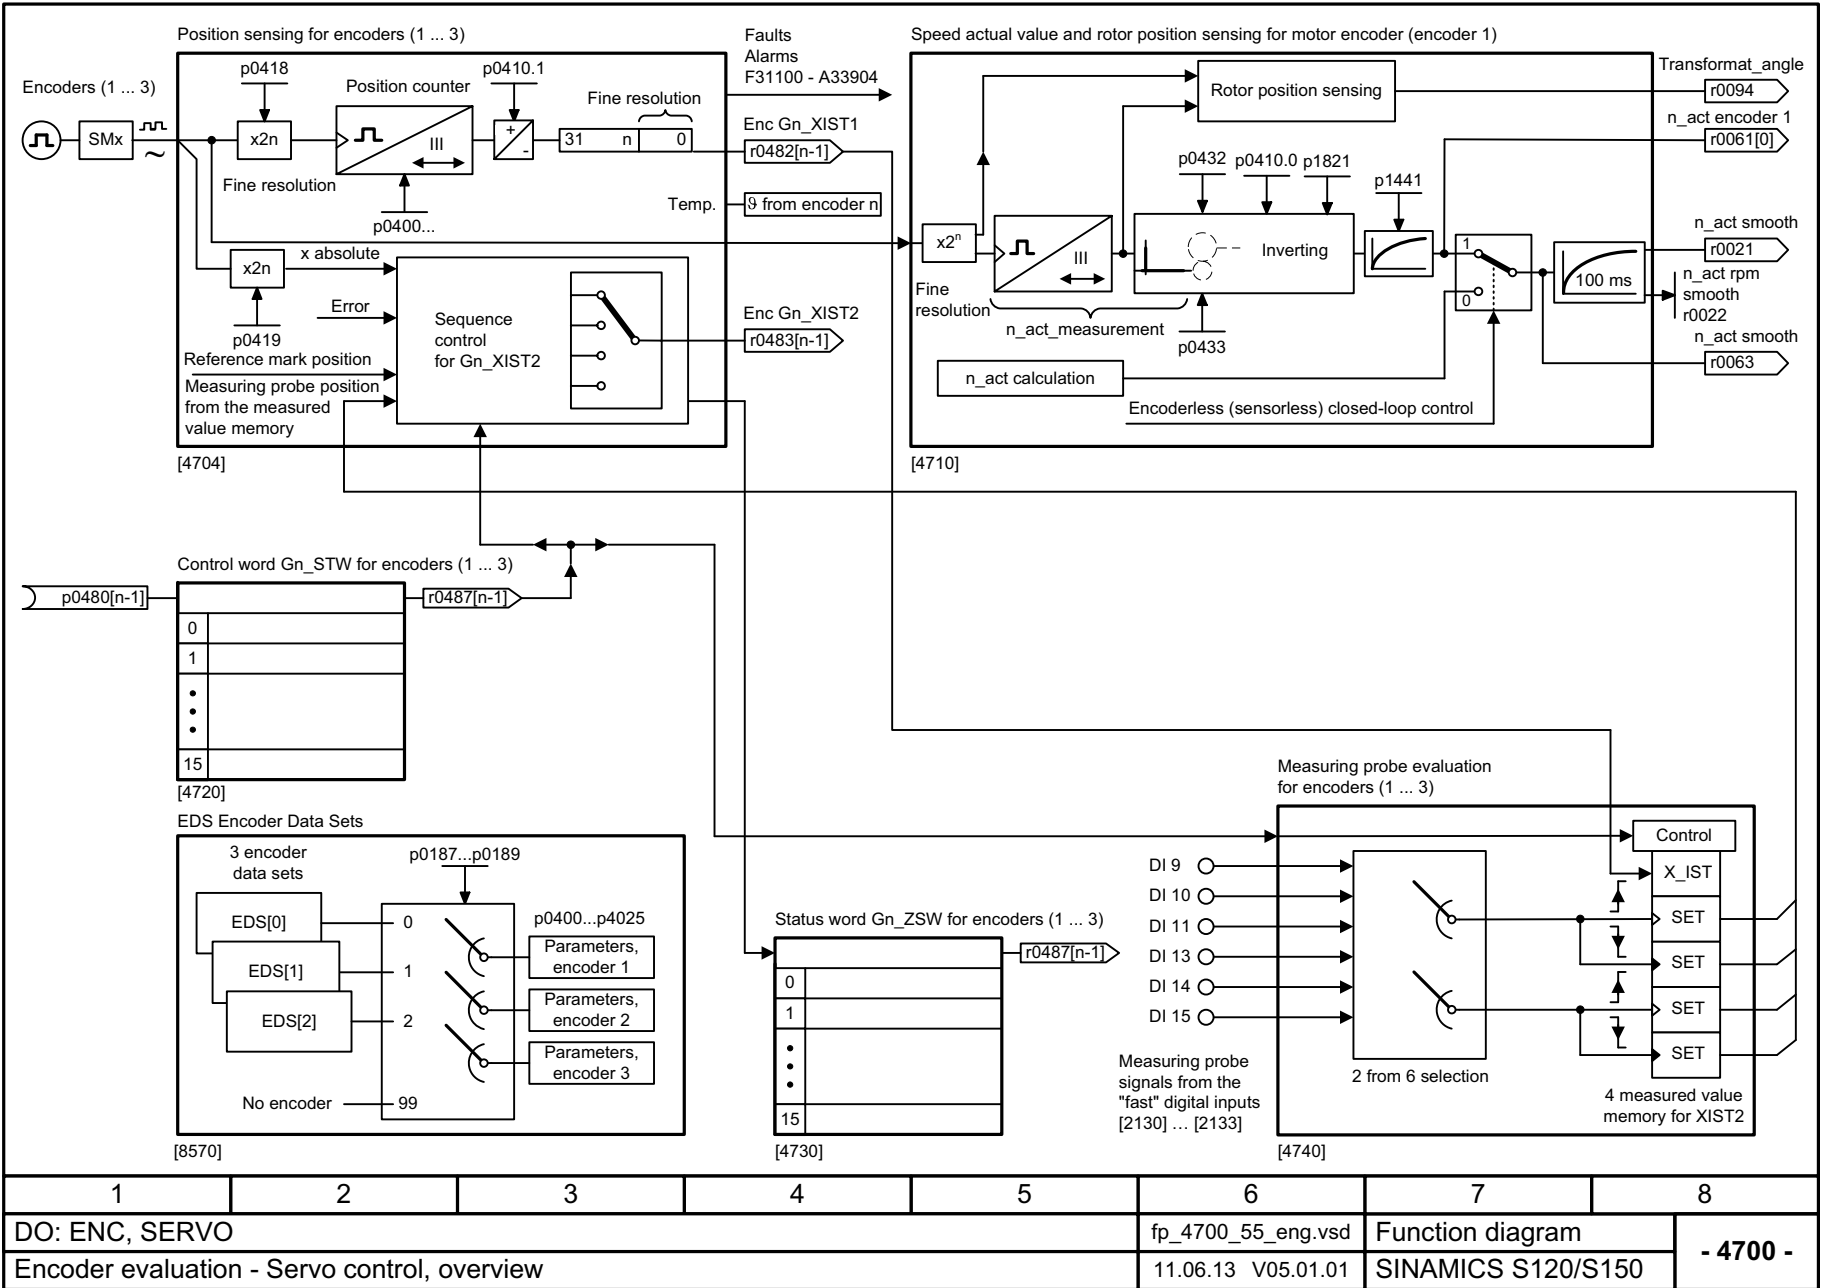 Position sensing for encoders (1 ... 3)
Faults
Alarms
F31100 - A33904
Speed actual value and rotor position sensing for motor encoder (encoder 1)
Encoders (1 ... 3)
SMx
p0418
x2n
Fine resolution
Position counter
III
p0400...
p0410.1
+
-
Fine resolution
31 n 0
Enc Gn_XIST1
r0482[n-1]
Temp.
ϑ from encoder n
x2n
p0419
x absolute
Error
Reference mark position
Measuring probe position
from the measured
value memory
Sequence
control
for Gn_XIST2
Enc Gn_XIST2
r0483[n-1]
[4704]
Rotor position sensing
Transformat_angle
r0094
n_act encoder 1
r0061[0]
p0432
p0410.0
p1821
p1441
x2ⁿ
Fine
resolution
III
n_act_measurement
Inverting
p0433
1
0
100 ms
n_act smooth
r0021
n_act rpm
smooth
r0022
n_act smooth
r0063
n_act calculation
Encoderless (sensorless) closed-loop control
[4710]
Control word Gn_STW for encoders (1 ... 3)
p0480[n-1]
r0487[n-1]
0
1
15
[4720]
EDS Encoder Data Sets
3 encoder
data sets
EDS[0]
EDS[1]
EDS[2]
No encoder
p0187...p0189
0
1
2
99
p0400...p4025
Parameters,
encoder 1
Parameters,
encoder 2
Parameters,
encoder 3
[8570]
Status word Gn_ZSW for encoders (1 ... 3)
r0487[n-1]
0
1
15
[4730]
Measuring probe evaluation
for encoders (1 ... 3)
DI 9
DI 10
DI 11
DI 13
DI 14
DI 15
Measuring probe
signals from the
"fast" digital inputs
[2130] ... [2133]
2 from 6 selection
Control
X_IST
SET
SET
SET
SET
4 measured value
memory for XIST2
[4740]
1 2 3 4 5 6 7 8
DO: ENC, SERVO
fp_4700_55_eng.vsd
Function diagram
- 4700 -
Encoder evaluation - Servo control, overview
11.06.13 V05.01.01
SINAMICS S120/S150